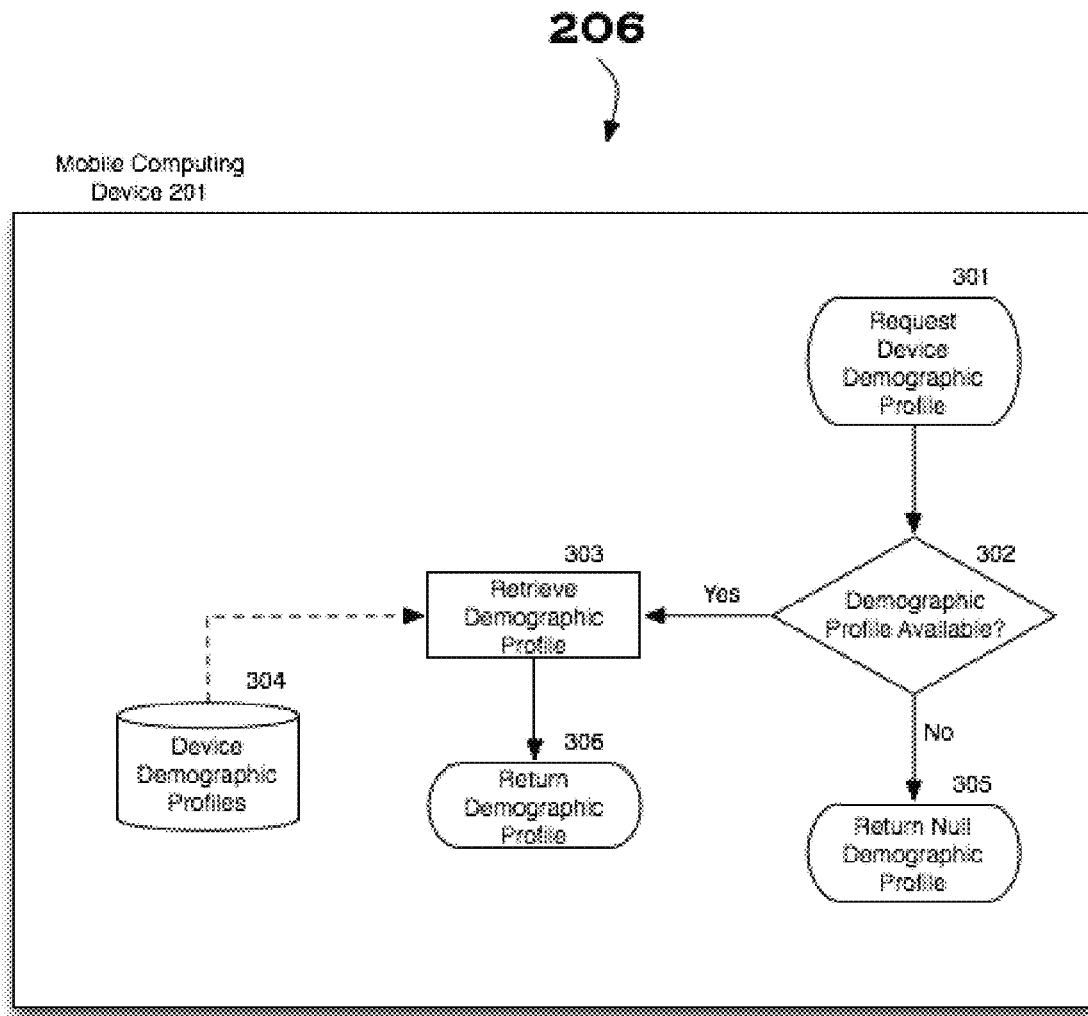 206
Mobile Computing
Device 201
301
Request
Device
Demographic
Profile
302
Demographic
Profile Available?
Yes
No
303
Retrieve
Demographic
Profile
304
Device
Demographic
Profiles
306
Return
Demographic
Profile
305
Return Null
Demographic
Profile